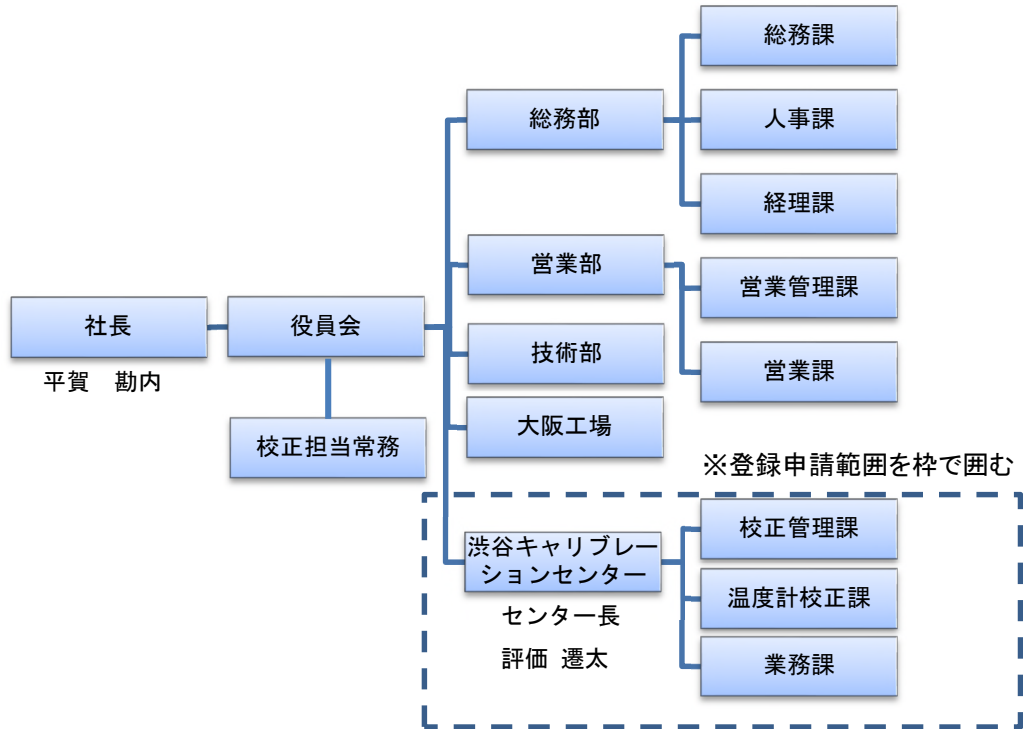 総務課
総務部
人事課
経理課
営業部
営業管理課
社長
役員会
技術部
営業課
平賀　勘内
校正担当常務
大阪工場
※登録申請範囲を枠で囲む
渋谷キャリブレー
ションセンター
校正管理課
センター長
温度計校正課
評価 遷太
業務課